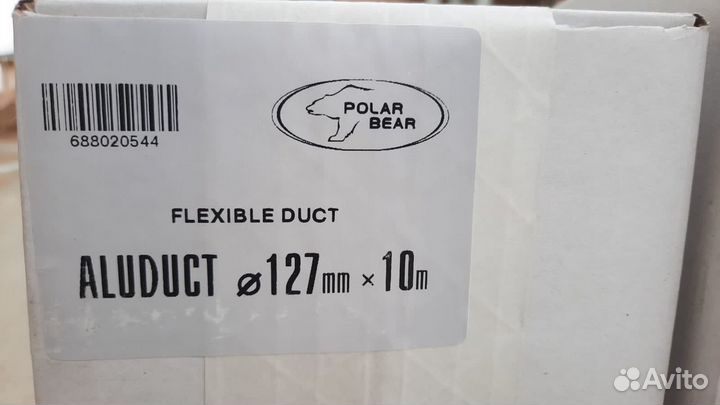 POLAR
BEAR
688020544
FLEXIBLE DUCT
ALUDUCT ⌀127mm × 10m
Avito